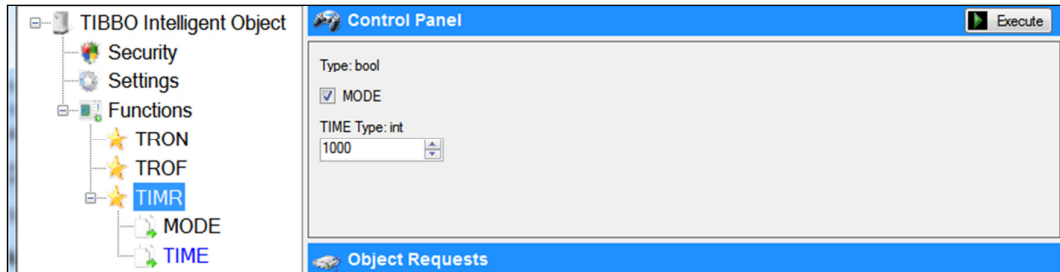 TIBBO Intelligent Object
Security
Settings
Functions
TRON
TROF
TIMR
MODE
TIME
Control Panel
Execute
Type: bool
MODE
TIME Type: int
1000
Object Requests